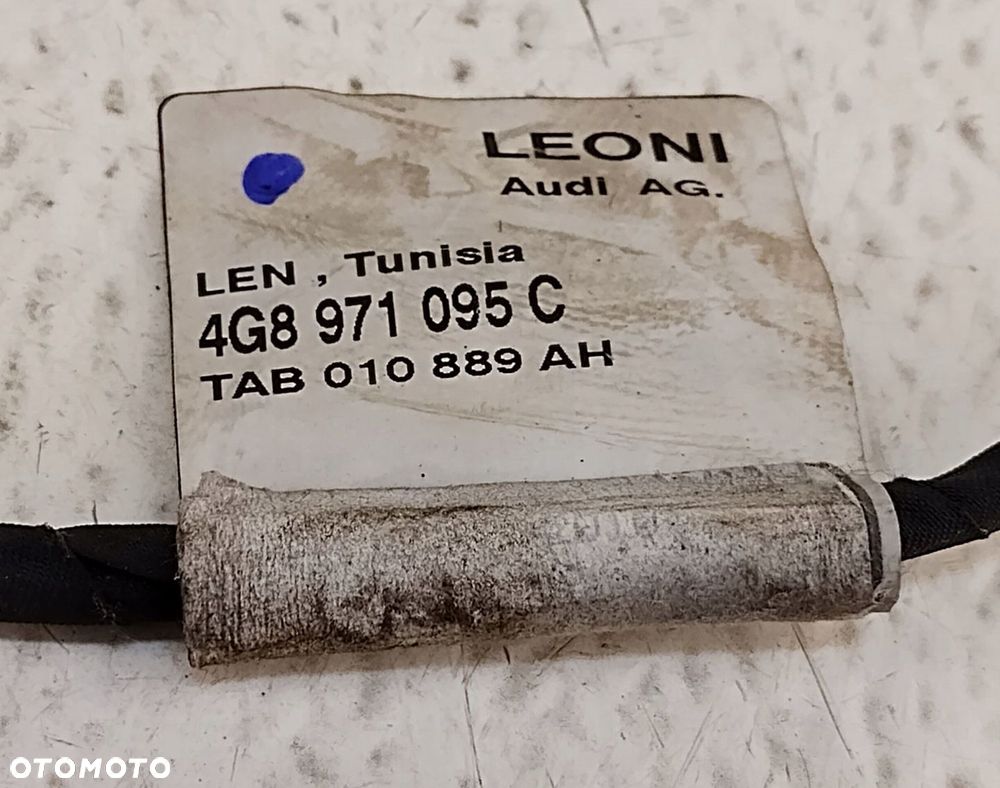 LEONI
Audi AG.
LEN , Tunisia
4G8 971 095 C
TAB 010 889 AH
OTOMOTO